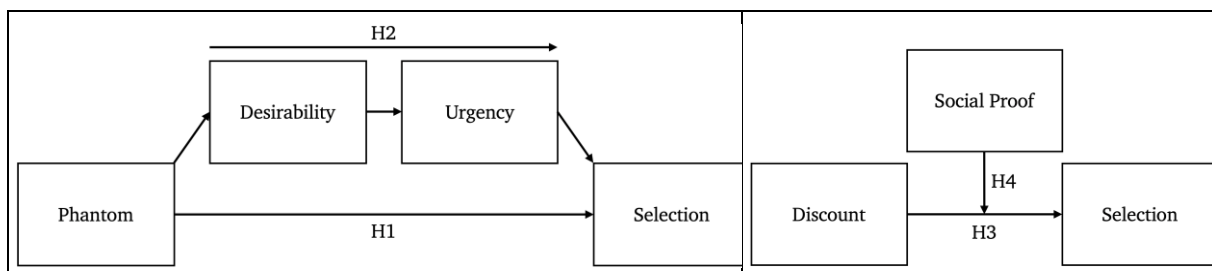 H2
Desirability
Urgency
Phantom
Selection
H1
Social Proof
H4
Discount
Selection
H3